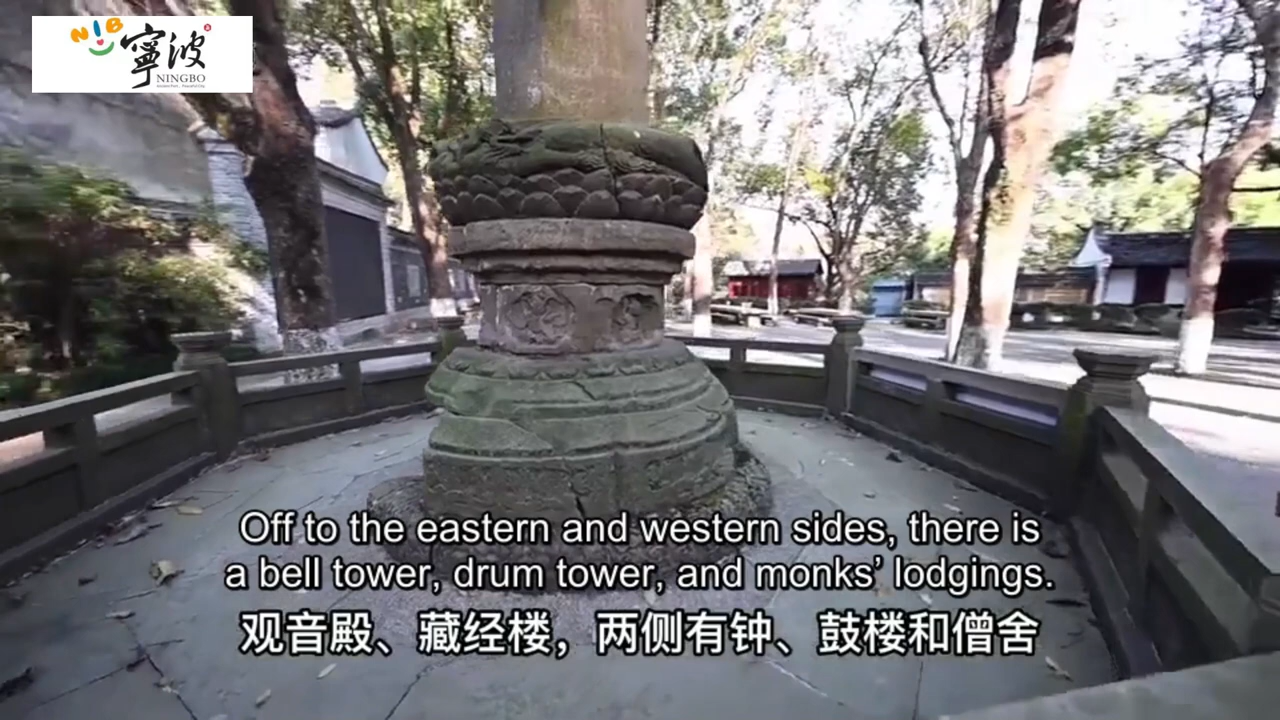 NIB
寧波
NINGBO
Off to the eastern and western sides, there is
a bell tower, drum tower, and monks' lodgings.
观音殿、藏经楼，两侧有钟、鼓楼和僧舍